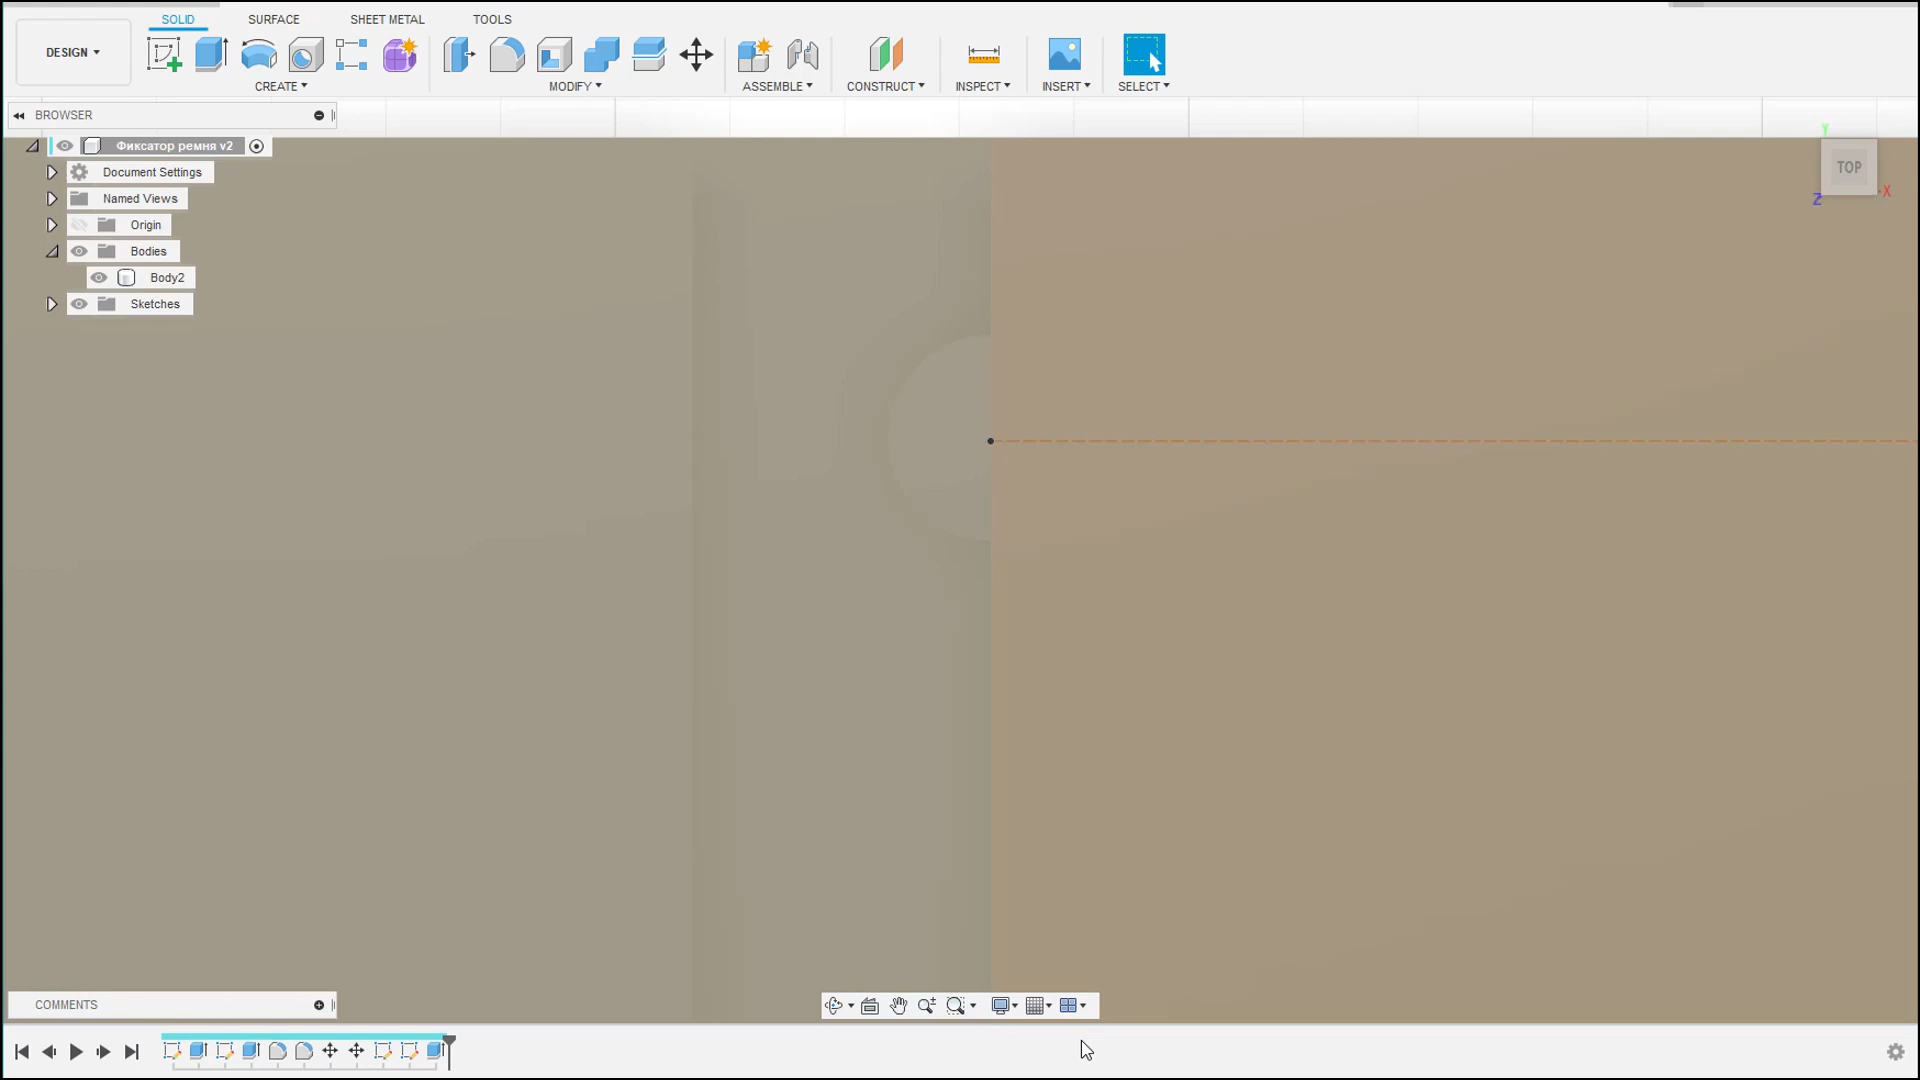 SOLID SURFACE SHEET METAL TOOLS
DESIGN
CREATE MODIFY ASSEMBLE CONSTRUCT INSPECT INSERT SELECT
BROWSER
Фиксатор ремня v2
Document Settings
Named Views
Origin
Bodies
Body2
Sketches
Y
TOP
X
Z
COMMENTS